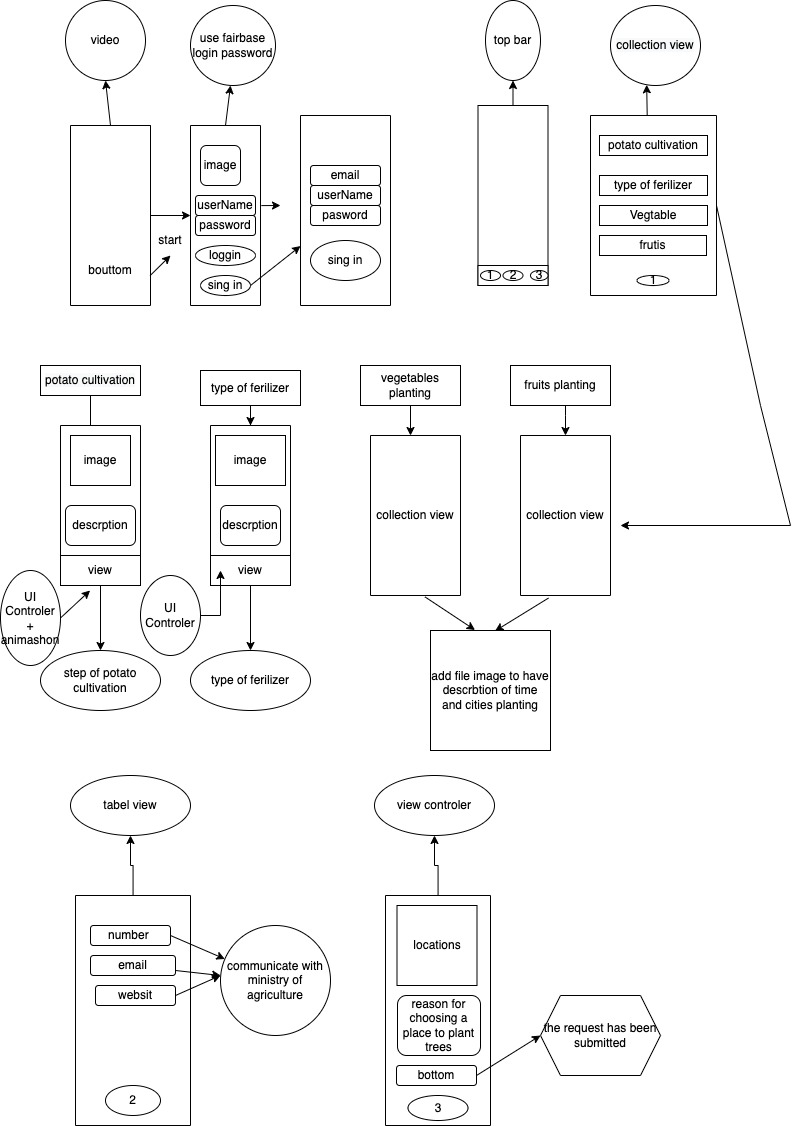 video
use fairbase
login password
top bar
collection view
bouttom
start
image
userName
password
loggin
sing in
email
userName
pasword
sing in
1
2
3
potato cultivation
type of ferilizer
Vegtable
frutis
1
potato cultivation
image
descrption
view
UI
Controler
+
animashon
step of potato
cultivation
type of ferilizer
image
descrption
view
UI
Controler
type of ferilizer
vegetables
planting
collection view
fruits planting
collection view
add file image to have
descrbtion of time
and cities planting
tabel view
number
email
websit
communicate with
ministry of
agriculture
2
view controler
locations
reason for
choosing a
place to plant
trees
bottom
3
the request has been
submitted